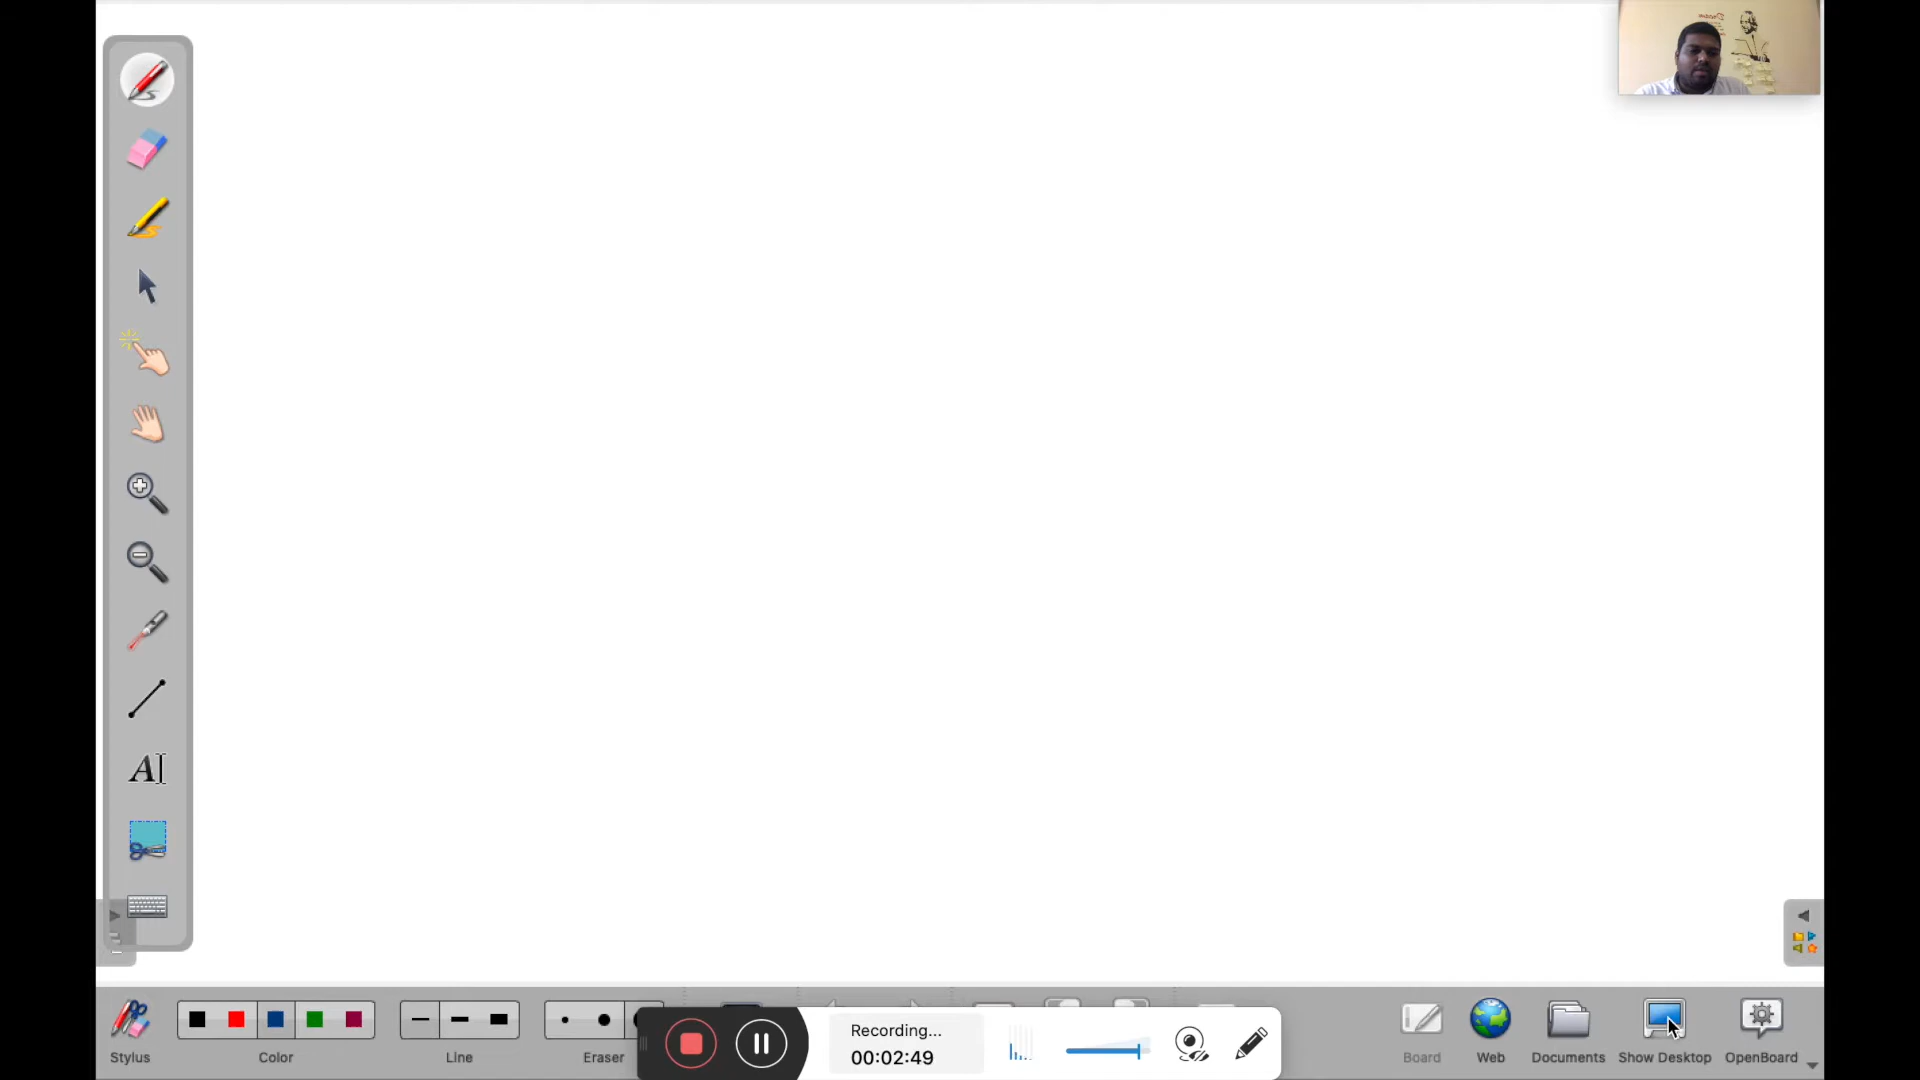 Stylus
Color
Line
Eraser
Recording...
00:02:49
Board
Web
Documents
Show Desktop
OpenBoard